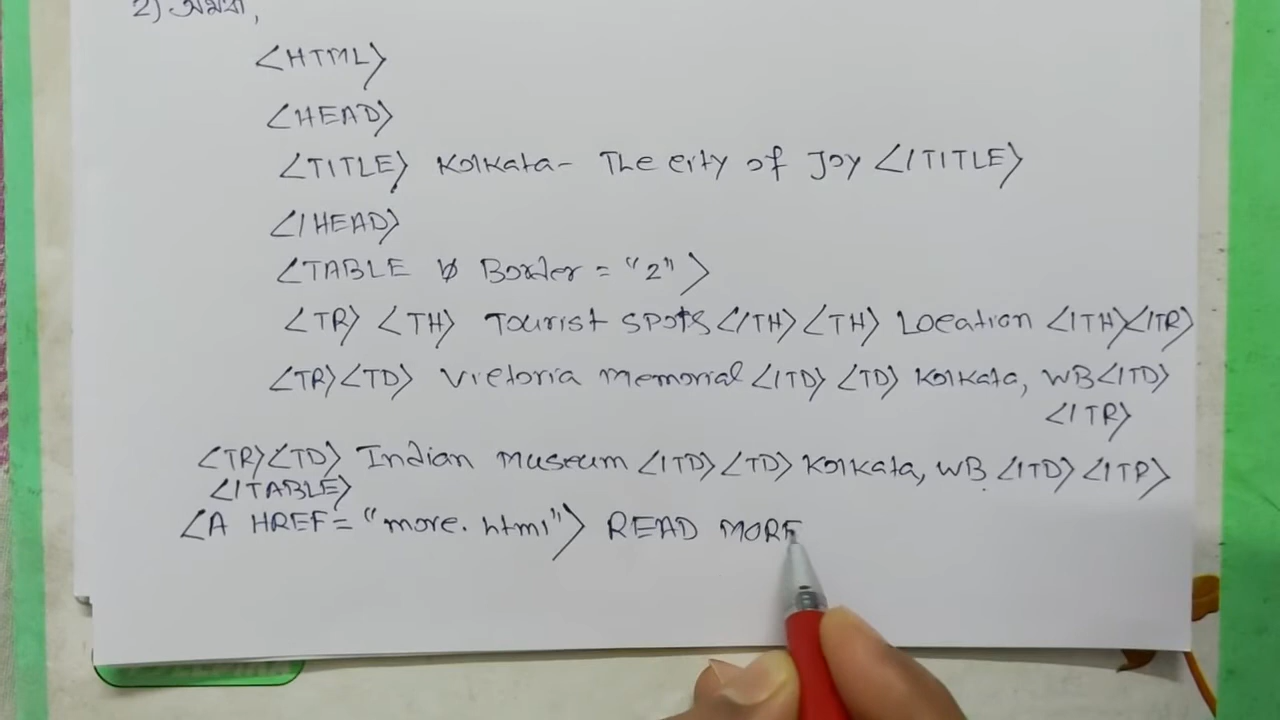 2) অথবা,
<HTML>
<HEAD>
<TITLE> Kolkata- The city of Joy </TITLE>
</HEAD>
<TABLE Border = "2">
<TR> <TH> Tourist spots </TH> <TH> Location </TH></TR>
<TR><TD> Victoria memorial </TD> <TD> Kolkata, WB </TD>
</TR>
<TR><TD> Indian museum </TD> <TD> Kolkata, WB. </TD> </TR>
</TABLE>
<A HREF = "more.html"> READ MORE